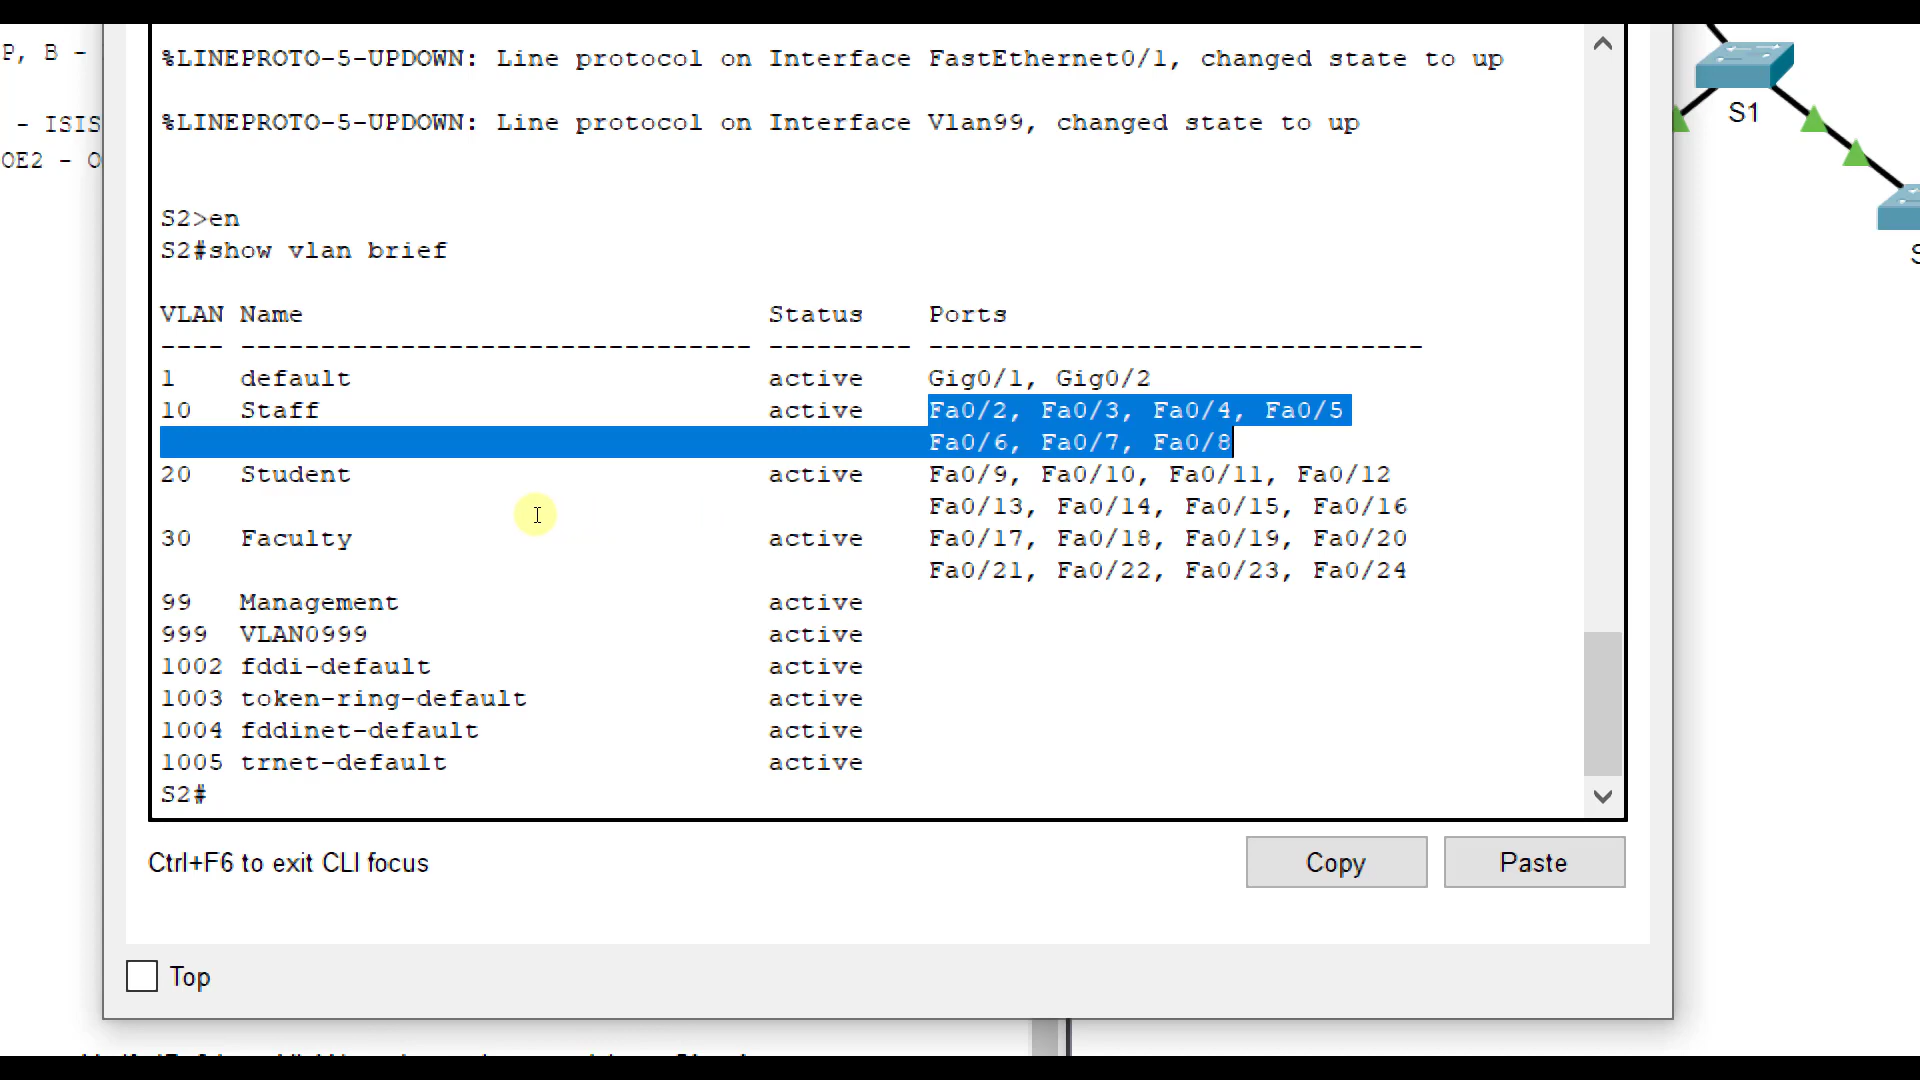 P, B -
- ISIS
OE2 - O
%LINEPROTO-5-UPDOWN: Line protocol on Interface FastEthernet0/1, changed state to up
%LINEPROTO-5-UPDOWN: Line protocol on Interface Vlan99, changed state to up
S2>en
S2#show vlan brief
VLAN Name Status Ports
---- -------------------------------- --------- -------------------------------
1 default active Gig0/1, Gig0/2
10 Staff active Fa0/2, Fa0/3, Fa0/4, Fa0/5
Fa0/6, Fa0/7, Fa0/8
20 Student active Fa0/9, Fa0/10, Fa0/11, Fa0/12
Fa0/13, Fa0/14, Fa0/15, Fa0/16
30 Faculty active Fa0/17, Fa0/18, Fa0/19, Fa0/20
Fa0/21, Fa0/22, Fa0/23, Fa0/24
99 Management active
999 VLAN0999 active
1002 fddi-default active
1003 token-ring-default active
1004 fddinet-default active
1005 trnet-default active
S2#
Ctrl+F6 to exit CLI focus
Copy
Paste
Top
S1